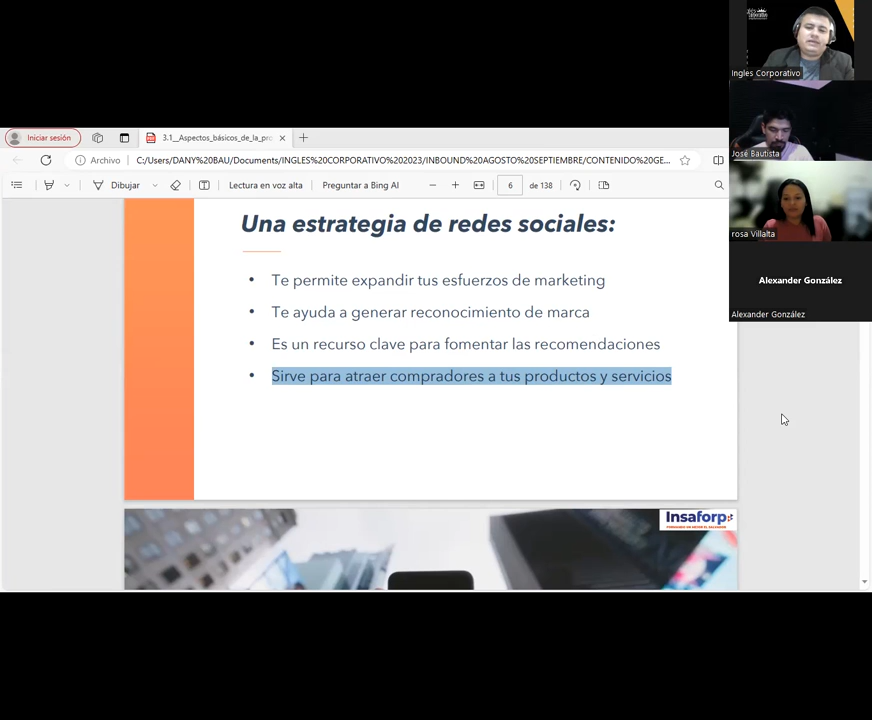 Ingles Corporativo
José Bautista
rosa Villalta
Alexander González
Alexander González
Iniciar sesión
3.1__Aspectos_básicos_de_la_pro
Archivo
C:/Users/DANY%20BAU/Documents/INGLES%20CORPORATIVO%202023/INBOUND%20AGOSTO%20SEPTIEMBRE/CONTENIDO%20GE...
Dibujar
Lectura en voz alta
Preguntar a Bing AI
6
de 138
Una estrategia de redes sociales:
• Te permite expandir tus esfuerzos de marketing
• Te ayuda a generar reconocimiento de marca
• Es un recurso clave para fomentar las recomendaciones
• Sirve para atraer compradores a tus productos y servicios
Insaforp